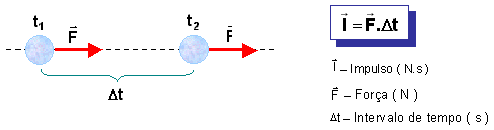 t₁ t₂
F⃗ F⃗
Δt
I⃗ = F⃗.Δt
I⃗ – Impulso ( N.s )
F⃗ – Força ( N )
Δt – Intervalo de tempo ( s )